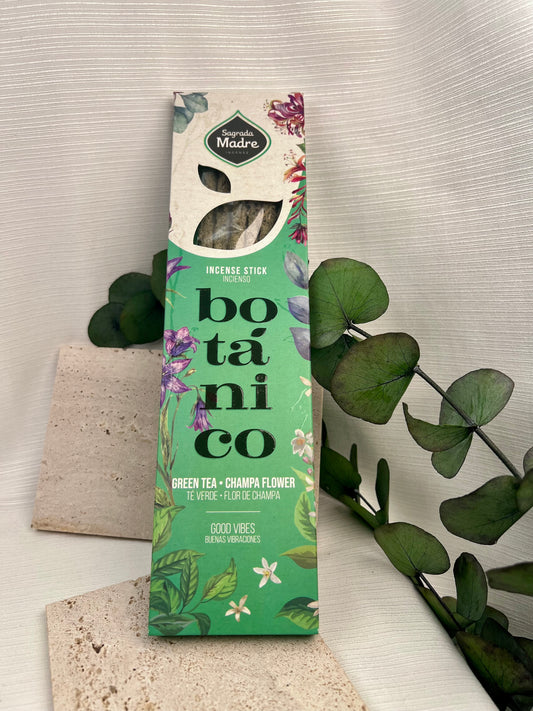 Sagrada
Madre
INCENSE
INCENSE STICK
INCIENSO
bo
tá
ni
co
GREEN TEA • CHAMPA FLOWER
TÉ VERDE • FLOR DE CHAMPA
GOOD VIBES
BUENAS VIBRACIONES